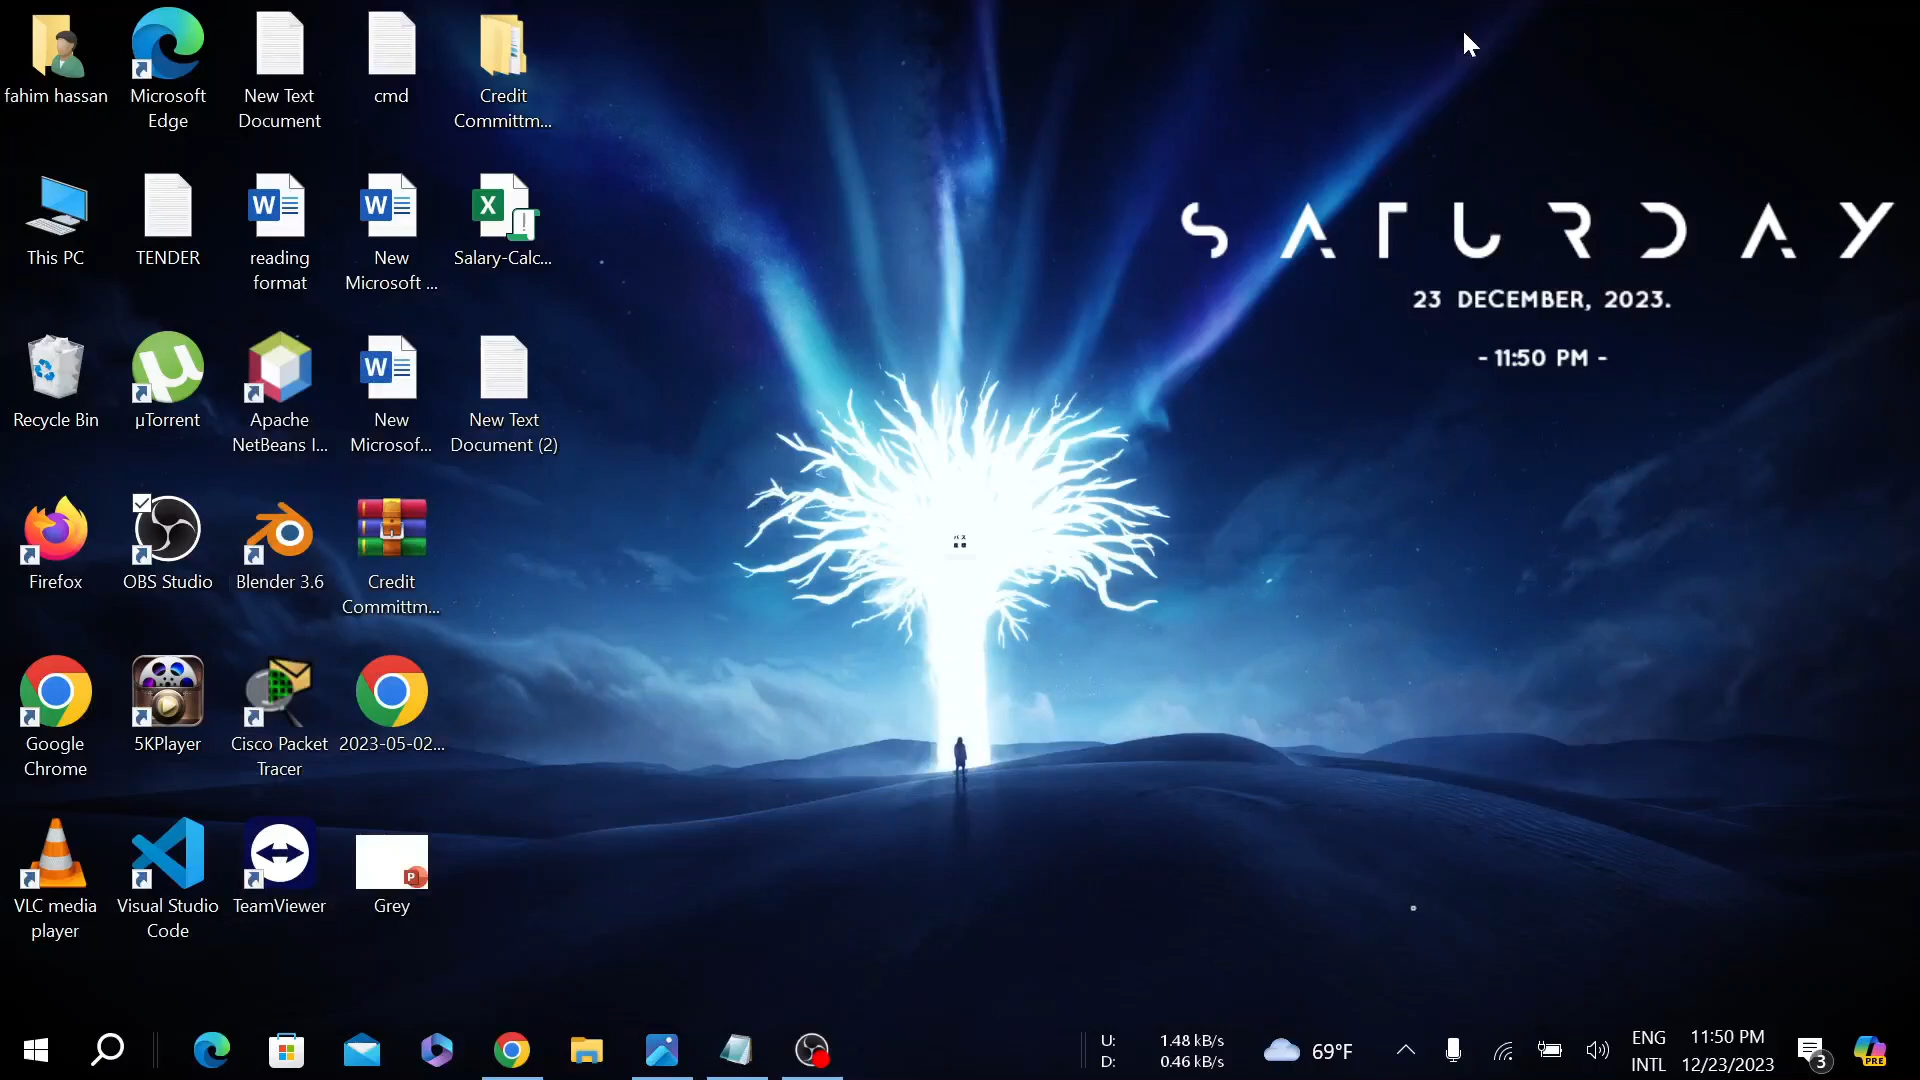 fahim hassan
Microsoft
Edge
New Text
Document
cmd
Credit
Committm...
This PC
TENDER
reading
format
New
Microsoft ...
Salary-Calc...
Recycle Bin
µTorrent
Apache
NetBeans I...
New
Microsof...
New Text
Document (2)
Firefox
OBS Studio
Blender 3.6
Credit
Committm...
Google
Chrome
5KPlayer
Cisco Packet
Tracer
2023-05-02...
VLC media
player
Visual Studio
Code
TeamViewer
Grey
SATURDAY
23 DECEMBER, 2023.
- 11:50 PM -
U: 1.48 kB/s
D: 0.46 kB/s
69°F
ENG
INTL
11:50 PM
12/23/2023
3
PRE